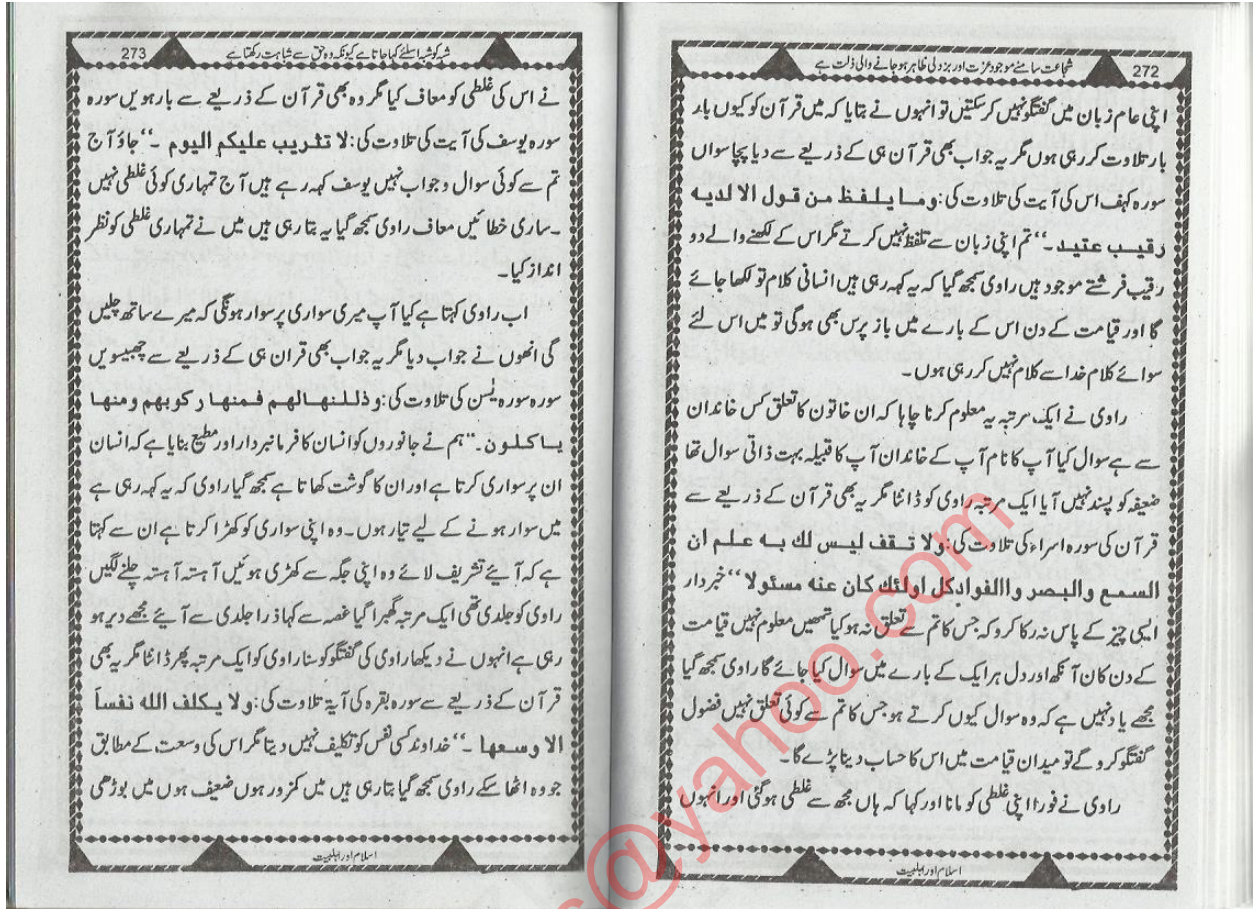 272
شجاعت سامنے موجود عزت اور بزدلی ظاہر ہو جانے والی ذلت ہے
اپنی عام زبان میں گفتگو نہیں کر سکتیں تو انہوں نے بتایا کہ میں قرآن کو کیوں بار
بار تلاوت کر رہی ہوں مگر یہ جواب بھی قرآن ہی کے ذریعے سے دیا پچاسواں
سورہ کہف اس کی آیت کی تلاوت کی: وما یلفظ من قول الا لدیه
رقیب عتید۔‘‘ تم اپنی زبان سے تلفظ نہیں کرتے مگر اس کے لکھنے والے دو
رقیب فرشتے موجود ہیں راوی سمجھ گیا کہ یہ کہہ رہی ہیں انسانی کلام تو لکھا جائے
گا اور قیامت کے دن اس کے بارے میں باز پرس بھی ہوگی تو میں اس لئے
سوائے کلام خدا سے کلام نہیں کر رہی ہوں۔
راوی نے ایک مرتبہ یہ معلوم کرنا چاہا کہ ان خاتون کا تعلق کس خاندان
سے ہے سوال کیا آپ کا نام آپ کے خاندان آپ کا قبیلہ بہت ذاتی سوال تھا
ضعیفہ کو پسند نہیں آیا ایک مرتبہ راوی کو ڈانٹا مگر یہ بھی قرآن کے ذریعے سے
قرآن کی سورہ اسراء کی تلاوت کی: ولا تقف لیس لك به علم ان
السمع والبصر واالفوادکل اولئك کان عنه مسئولا ‘‘ خبردار
ایسی چیز کے پاس نہ رکا کرو کہ جس کا تم سے تعلق نہ ہو کیا تمھیں معلوم نہیں قیامت
کے دن کان آنکھ اور دل ہر ایک کے بارے میں سوال کیا جائے گا راوی سمجھ گیا
مجھے یاد نہیں ہے کہ وہ سوال کیوں کرتے ہو جس کا تم سے کوئی تعلق نہیں فضول
گفتگو کرو گے تو میدان قیامت میں اس کا حساب دینا پڑے گا۔
راوی نے فورا اپنی غلطی کو مانا اور کہا کہ ہاں مجھ سے غلطی ہوگئی اور انہوں
اسلام اور اہلبیت
273
شبہ کو شبہ اسلئے کہا جاتا ہے کیونکہ وہ حق سے شباہت رکھتا ہے
نے اس کی غلطی کو معاف کیا مگر وہ بھی قرآن کے ذریعے سے بارہویں سورہ
سورہ یوسف کی آیت کی تلاوت کی: لا تثریب علیکم الیوم ۔‘‘ جاؤ آج
تم سے کوئی سوال و جواب نہیں یوسف کہہ رہے ہیں آج تمہاری کوئی غلطی نہیں
۔ساری خطائیں معاف راوی سمجھ گیا یہ بتا رہی ہیں میں نے تمہاری غلطی کو نظر
انداز کیا۔
اب راوی کہتا ہے کیا آپ میری سواری پر سوار ہونگی کہ میرے ساتھ چلیں
گی انھوں نے جواب دیا مگر یہ جواب بھی قران ہی کے ذریعے سے چھبیسویں
سورہ سورہ یٰسن کی تلاوت کی: وذللنهالهم فمنها رکوبهم ومنها
یاکلون۔‘‘ ہم نے جانوروں کو انسان کا فرمانبردار اور مطیع بنایا ہے کہ انسان
ان پر سواری کرتا ہے اور ان کا گوشت کھاتا ہے سمجھ گیا راوی کہ یہ کہہ رہی ہے
میں سوار ہونے کے لیے تیار ہوں۔ وہ اپنی سواری کو کھڑا کرتا ہے ان سے کہتا
ہے کہ آئیے تشریف لائے وہ اپنی جگہ سے کھڑی ہوئیں آہستہ آہستہ چلنے لگیں
راوی کو جلدی تھی ایک مرتبہ گھبرا گیا غصہ سے کہا ذرا جلدی سے آیئے مجھے دیر ہو
رہی ہے انہوں نے دیکھا راوی کی گفتگو کو سنا راوی کو ایک مرتبہ پھر ڈانٹا مگر یہ بھی
قرآن کے ذریعے سے سورہ بقرہ کی آیۃ تلاوت کی: ولا یکلف الله نفساً
الا وسعها ۔‘‘ خداوند کسی نفس کو تکلیف نہیں دیتا مگر اس کی وسعت کے مطابق
جو وہ اٹھا سکے راوی سمجھ گیا بتا رہی ہیں میں کمزور ہوں ضعیف ہوں میں بوڑھی
اسلام اور اہلبیت
s@yahoo.com